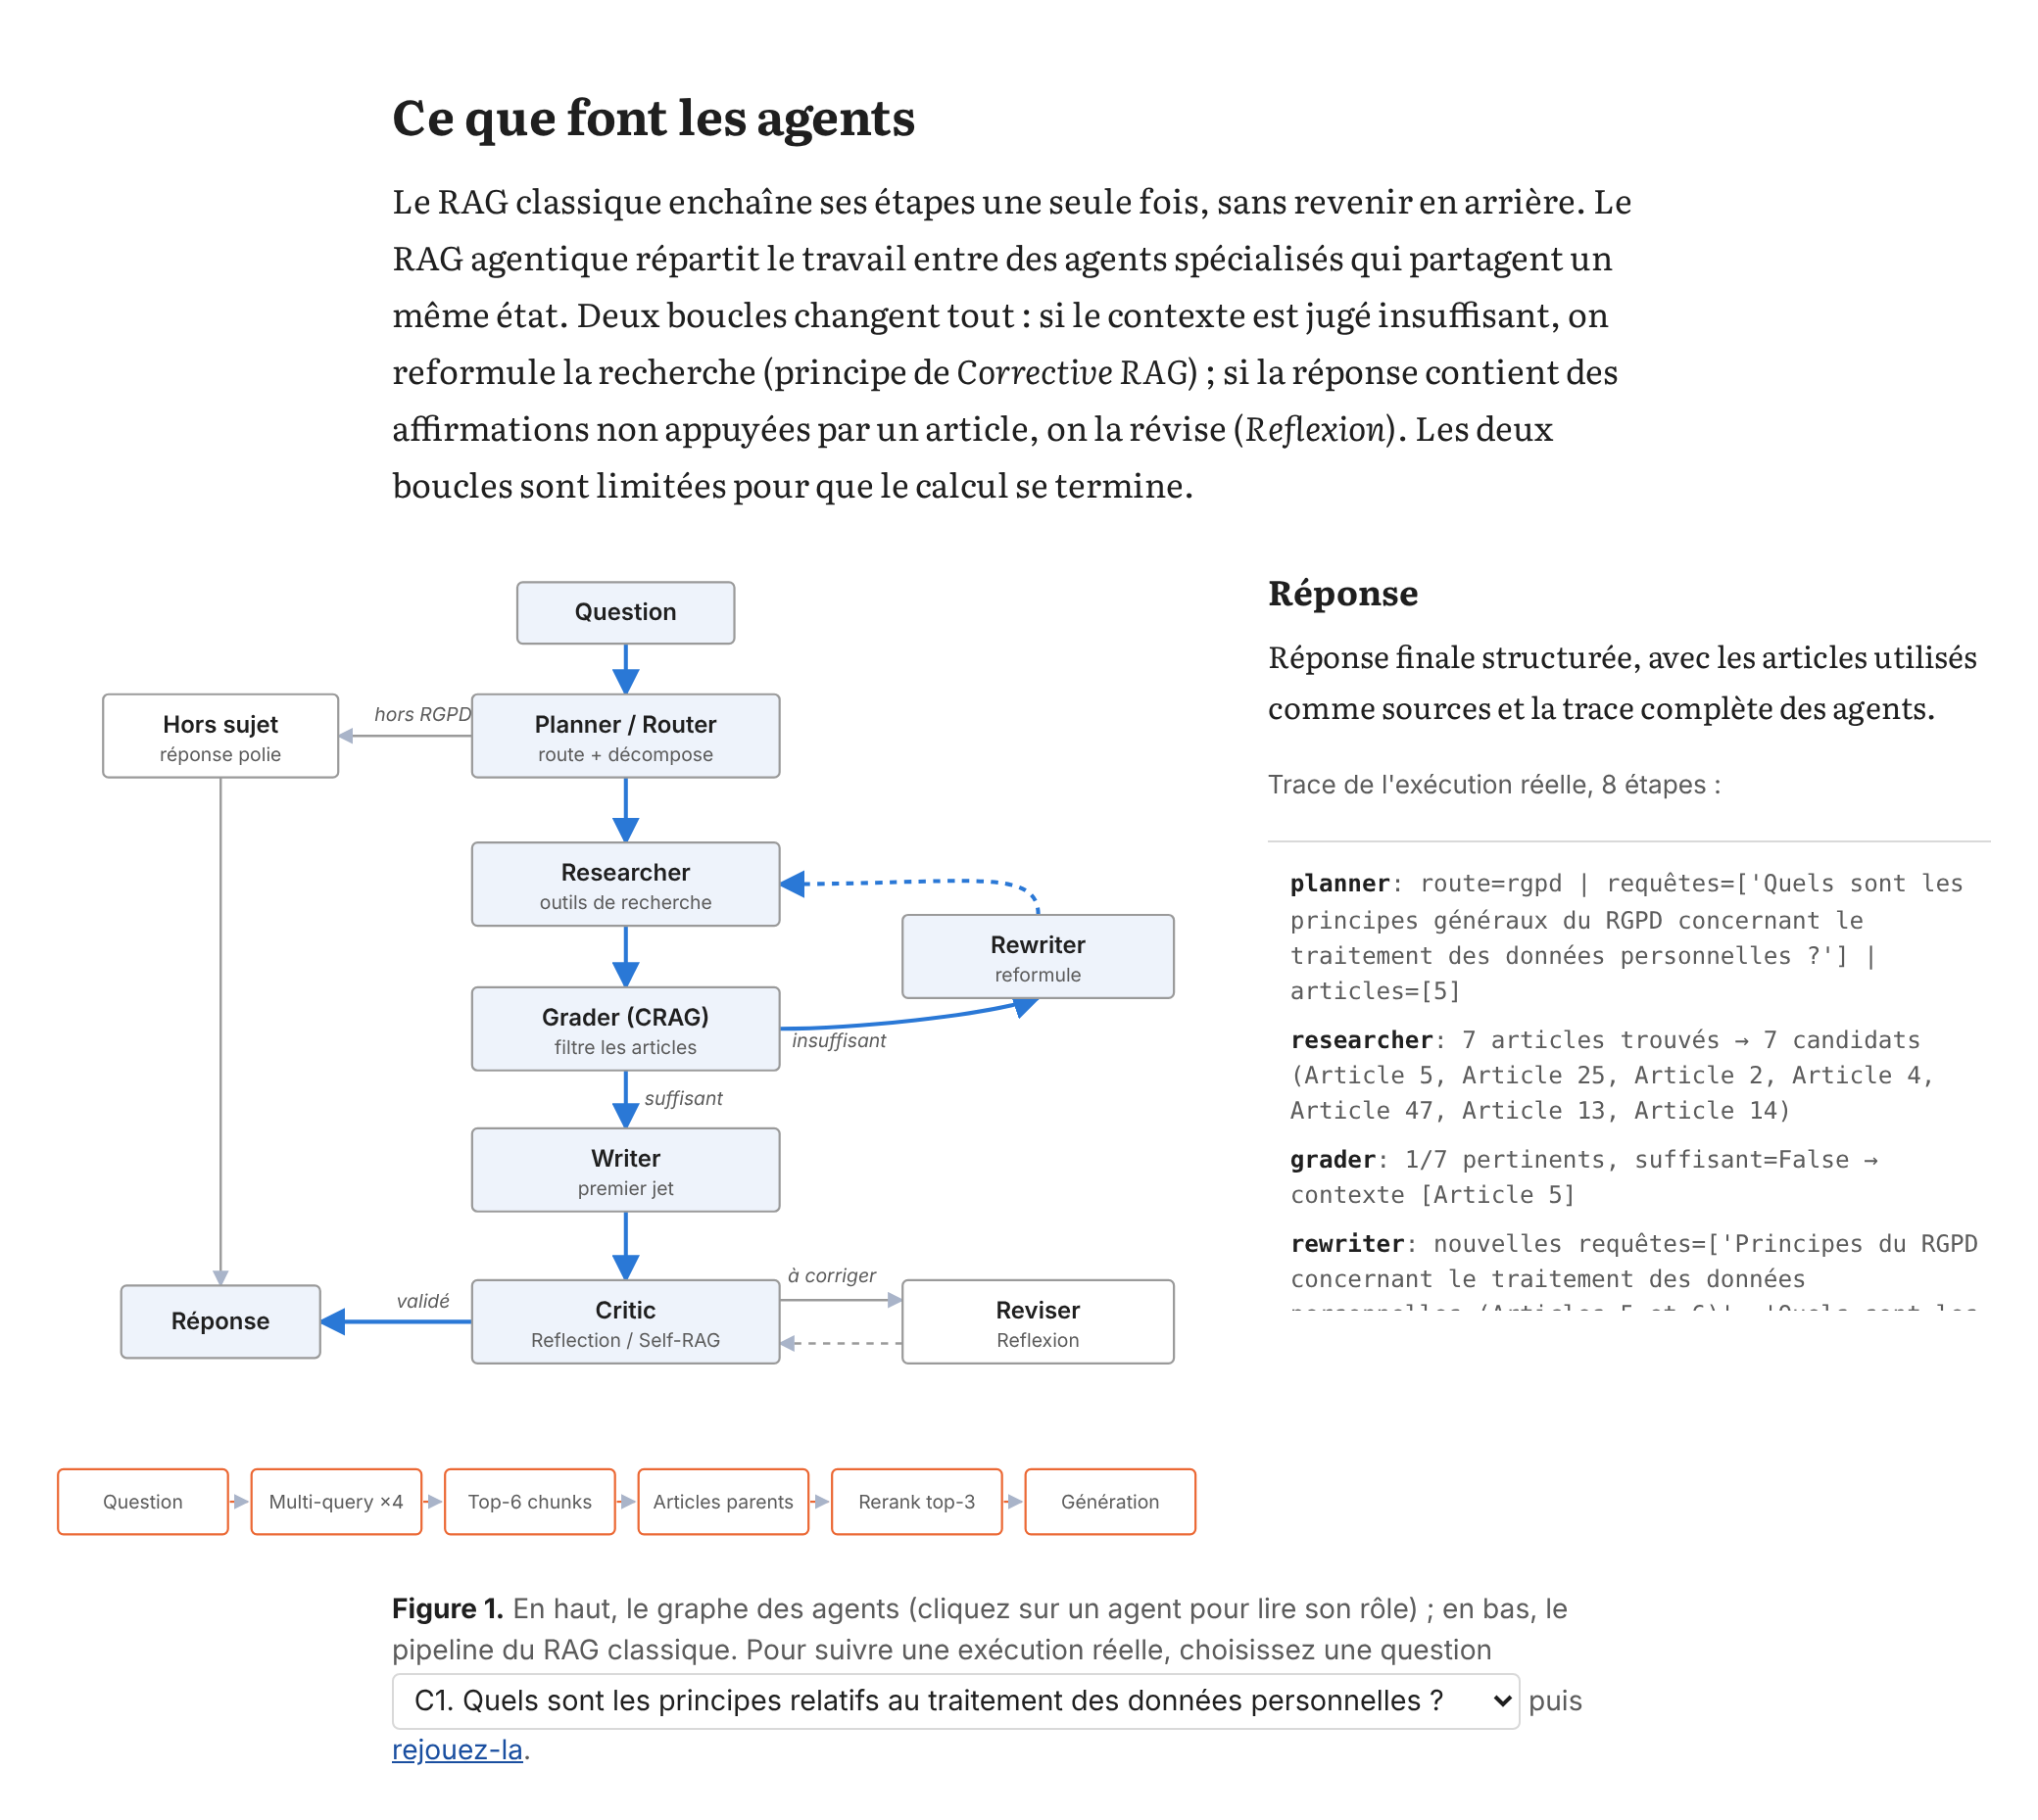 Ce que font les agents
Le RAG classique enchaîne ses étapes une seule fois, sans revenir en arrière. Le
RAG agentique répartit le travail entre des agents spécialisés qui partagent un
même état. Deux boucles changent tout : si le contexte est jugé insuffisant, on
reformule la recherche (principe de Corrective RAG) ; si la réponse contient des
affirmations non appuyées par un article, on la révise (Reflexion). Les deux
boucles sont limitées pour que le calcul se termine.
Question
Hors sujet
réponse polie
hors RGPD
Planner / Router
route + décompose
Researcher
outils de recherche
Rewriter
reformule
Grader (CRAG)
filtre les articles
insuffisant
suffisant
Writer
premier jet
Réponse
validé
Critic
Reflection / Self-RAG
à corriger
Reviser
Reflexion
Réponse
Réponse finale structurée, avec les articles utilisés
comme sources et la trace complète des agents.
Trace de l'exécution réelle, 8 étapes :
planner: route=rgpd | requêtes=['Quels sont les
principes généraux du RGPD concernant le
traitement des données personnelles ?'] |
articles=[5]
researcher: 7 articles trouvés → 7 candidats
(Article 5, Article 25, Article 2, Article 4,
Article 47, Article 13, Article 14)
grader: 1/7 pertinents, suffisant=False →
contexte [Article 5]
rewriter: nouvelles requêtes=['Principes du RGPD
concernant le traitement des données
personnelles (Articles 5 et 6)', 'Quels sont les
Question
Multi-query ×4
Top-6 chunks
Articles parents
Rerank top-3
Génération
Figure 1. En haut, le graphe des agents (cliquez sur un agent pour lire son rôle) ; en bas, le
pipeline du RAG classique. Pour suivre une exécution réelle, choisissez une question
C1. Quels sont les principes relatifs au traitement des données personnelles ? puis
rejouez-la.